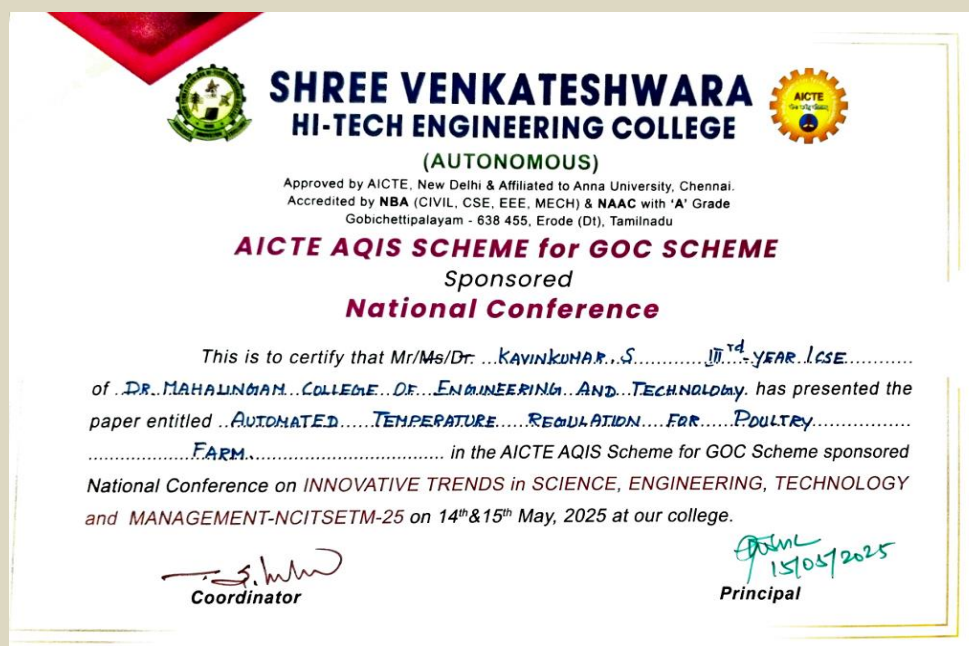 SHREE VENKATESHWARA
HI-TECH ENGINEERING COLLEGE
AICTE
(AUTONOMOUS)
Approved by AICTE, New Delhi & Affiliated to Anna University, Chennai.
Accredited by NBA (CIVIL, CSE, EEE, MECH) & NAAC with 'A' Grade
Gobichettipalayam - 638 455, Erode (Dt), Tamilnadu
AICTE AQIS SCHEME for GOC SCHEME
Sponsored
National Conference
This is to certify that Mr/Ms/Dr. KAVINKUMAR. S IIIrd-YEAR / CSE
of DR. MAHALINGAM COLLEGE OF ENGINEERING AND TECHNOLOGY has presented the
paper entitled AUTOMATED TEMPERATURE REGULATION FOR POULTRY
FARM in the AICTE AQIS Scheme for GOC Scheme sponsored
National Conference on INNOVATIVE TRENDS in SCIENCE, ENGINEERING, TECHNOLOGY
and MANAGEMENT-NCITSETM-25 on 14th&15th May, 2025 at our college.
15/05/2025
Coordinator
Principal